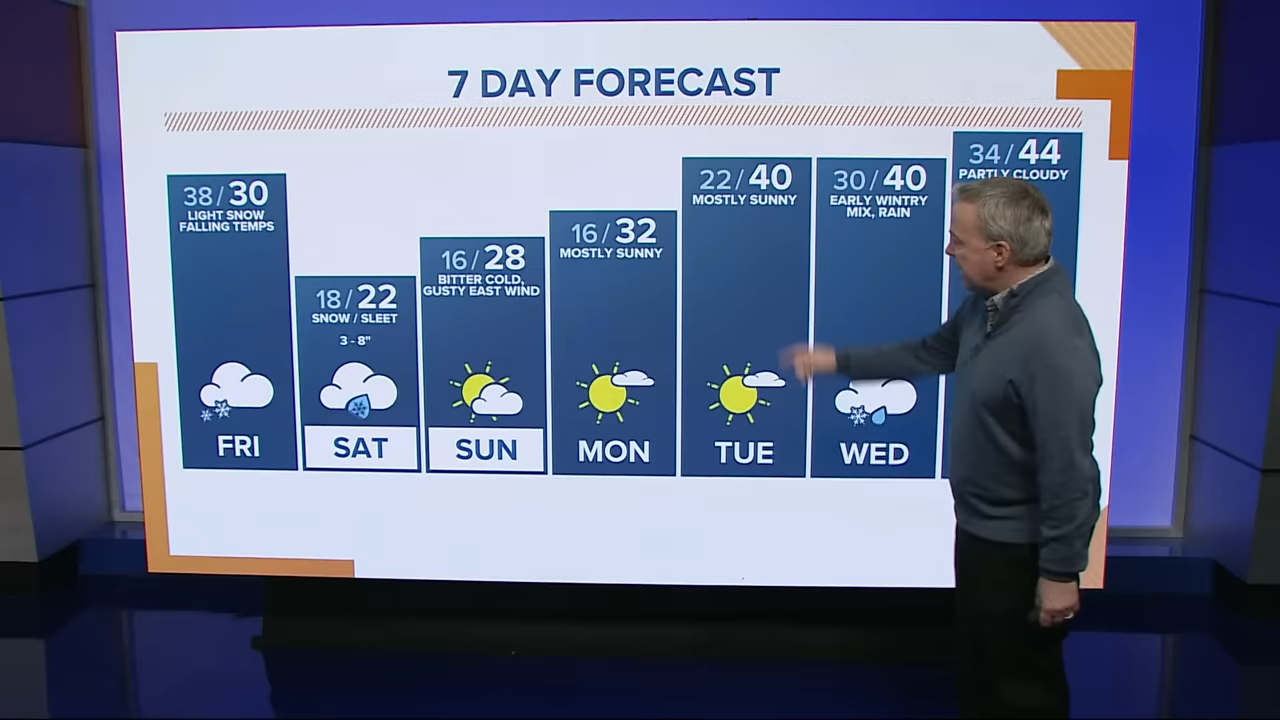 7 DAY FORECAST
38/30
LIGHT SNOW
FALLING TEMPS
FRI
18/22
SNOW / SLEET
3 - 8"
SAT
16/28
BITTER COLD,
GUSTY EAST WIND
SUN
16/32
MOSTLY SUNNY
MON
22/40
MOSTLY SUNNY
TUE
30/40
EARLY WINTRY
MIX, RAIN
WED
34/44
PARTLY CLOUDY